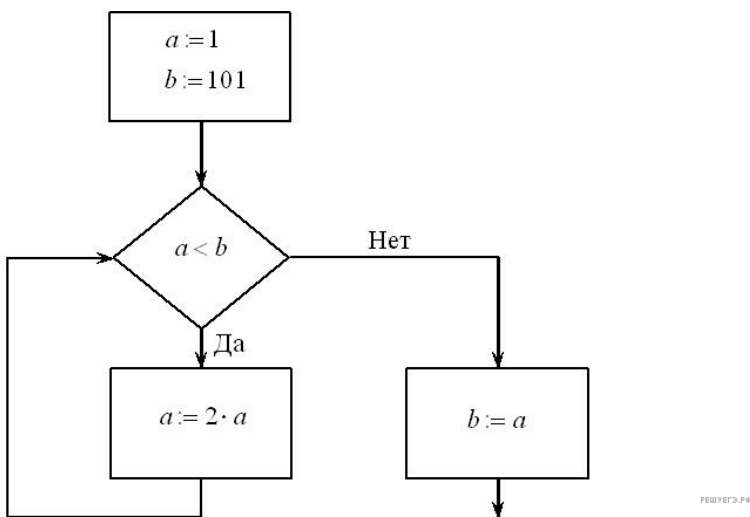 a:=1
b:=101
a < b
Нет
Да
a:= 2· a
b:= a
РЕШУЕГЭ.РФ